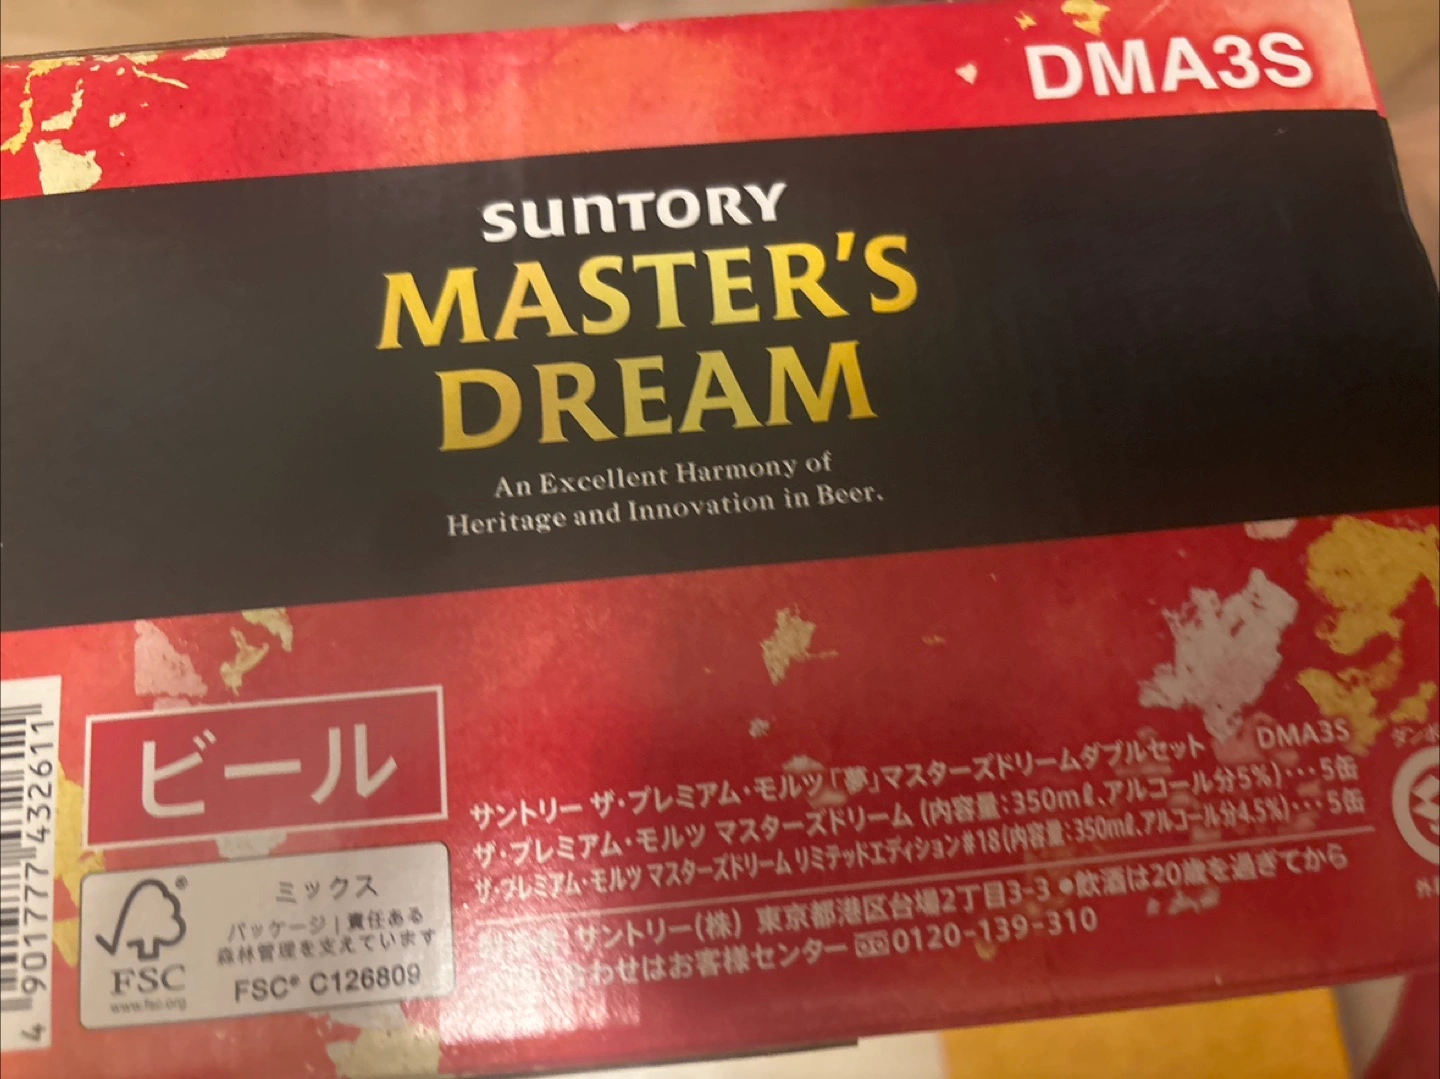 DMA3S
SUNTORY
MASTER'S
DREAM
An Excellent Harmony of
Heritage and Innovation in Beer.
ビール
サントリー ザ・プレミアム・モルツ「夢」マスターズドリームダブルセット DMA3S
ザ・プレミアム・モルツ マスターズドリーム (内容量:350mℓ、アルコール分5%)･･･5缶
ザ・プレミアム・モルツ マスターズドリーム リミテッドエディション#18(内容量:350mℓ、アルコール分4.5%)･･･5缶
サントリー(株) 東京都港区台場2丁目3-3 ●飲酒は20歳を過ぎてから
わせはお客様センター 0120-139-310
ミックス
パッケージ | 責任ある
森林管理を支えています
FSC® C126809
FSC
www.fsc.org
4 901777 432611